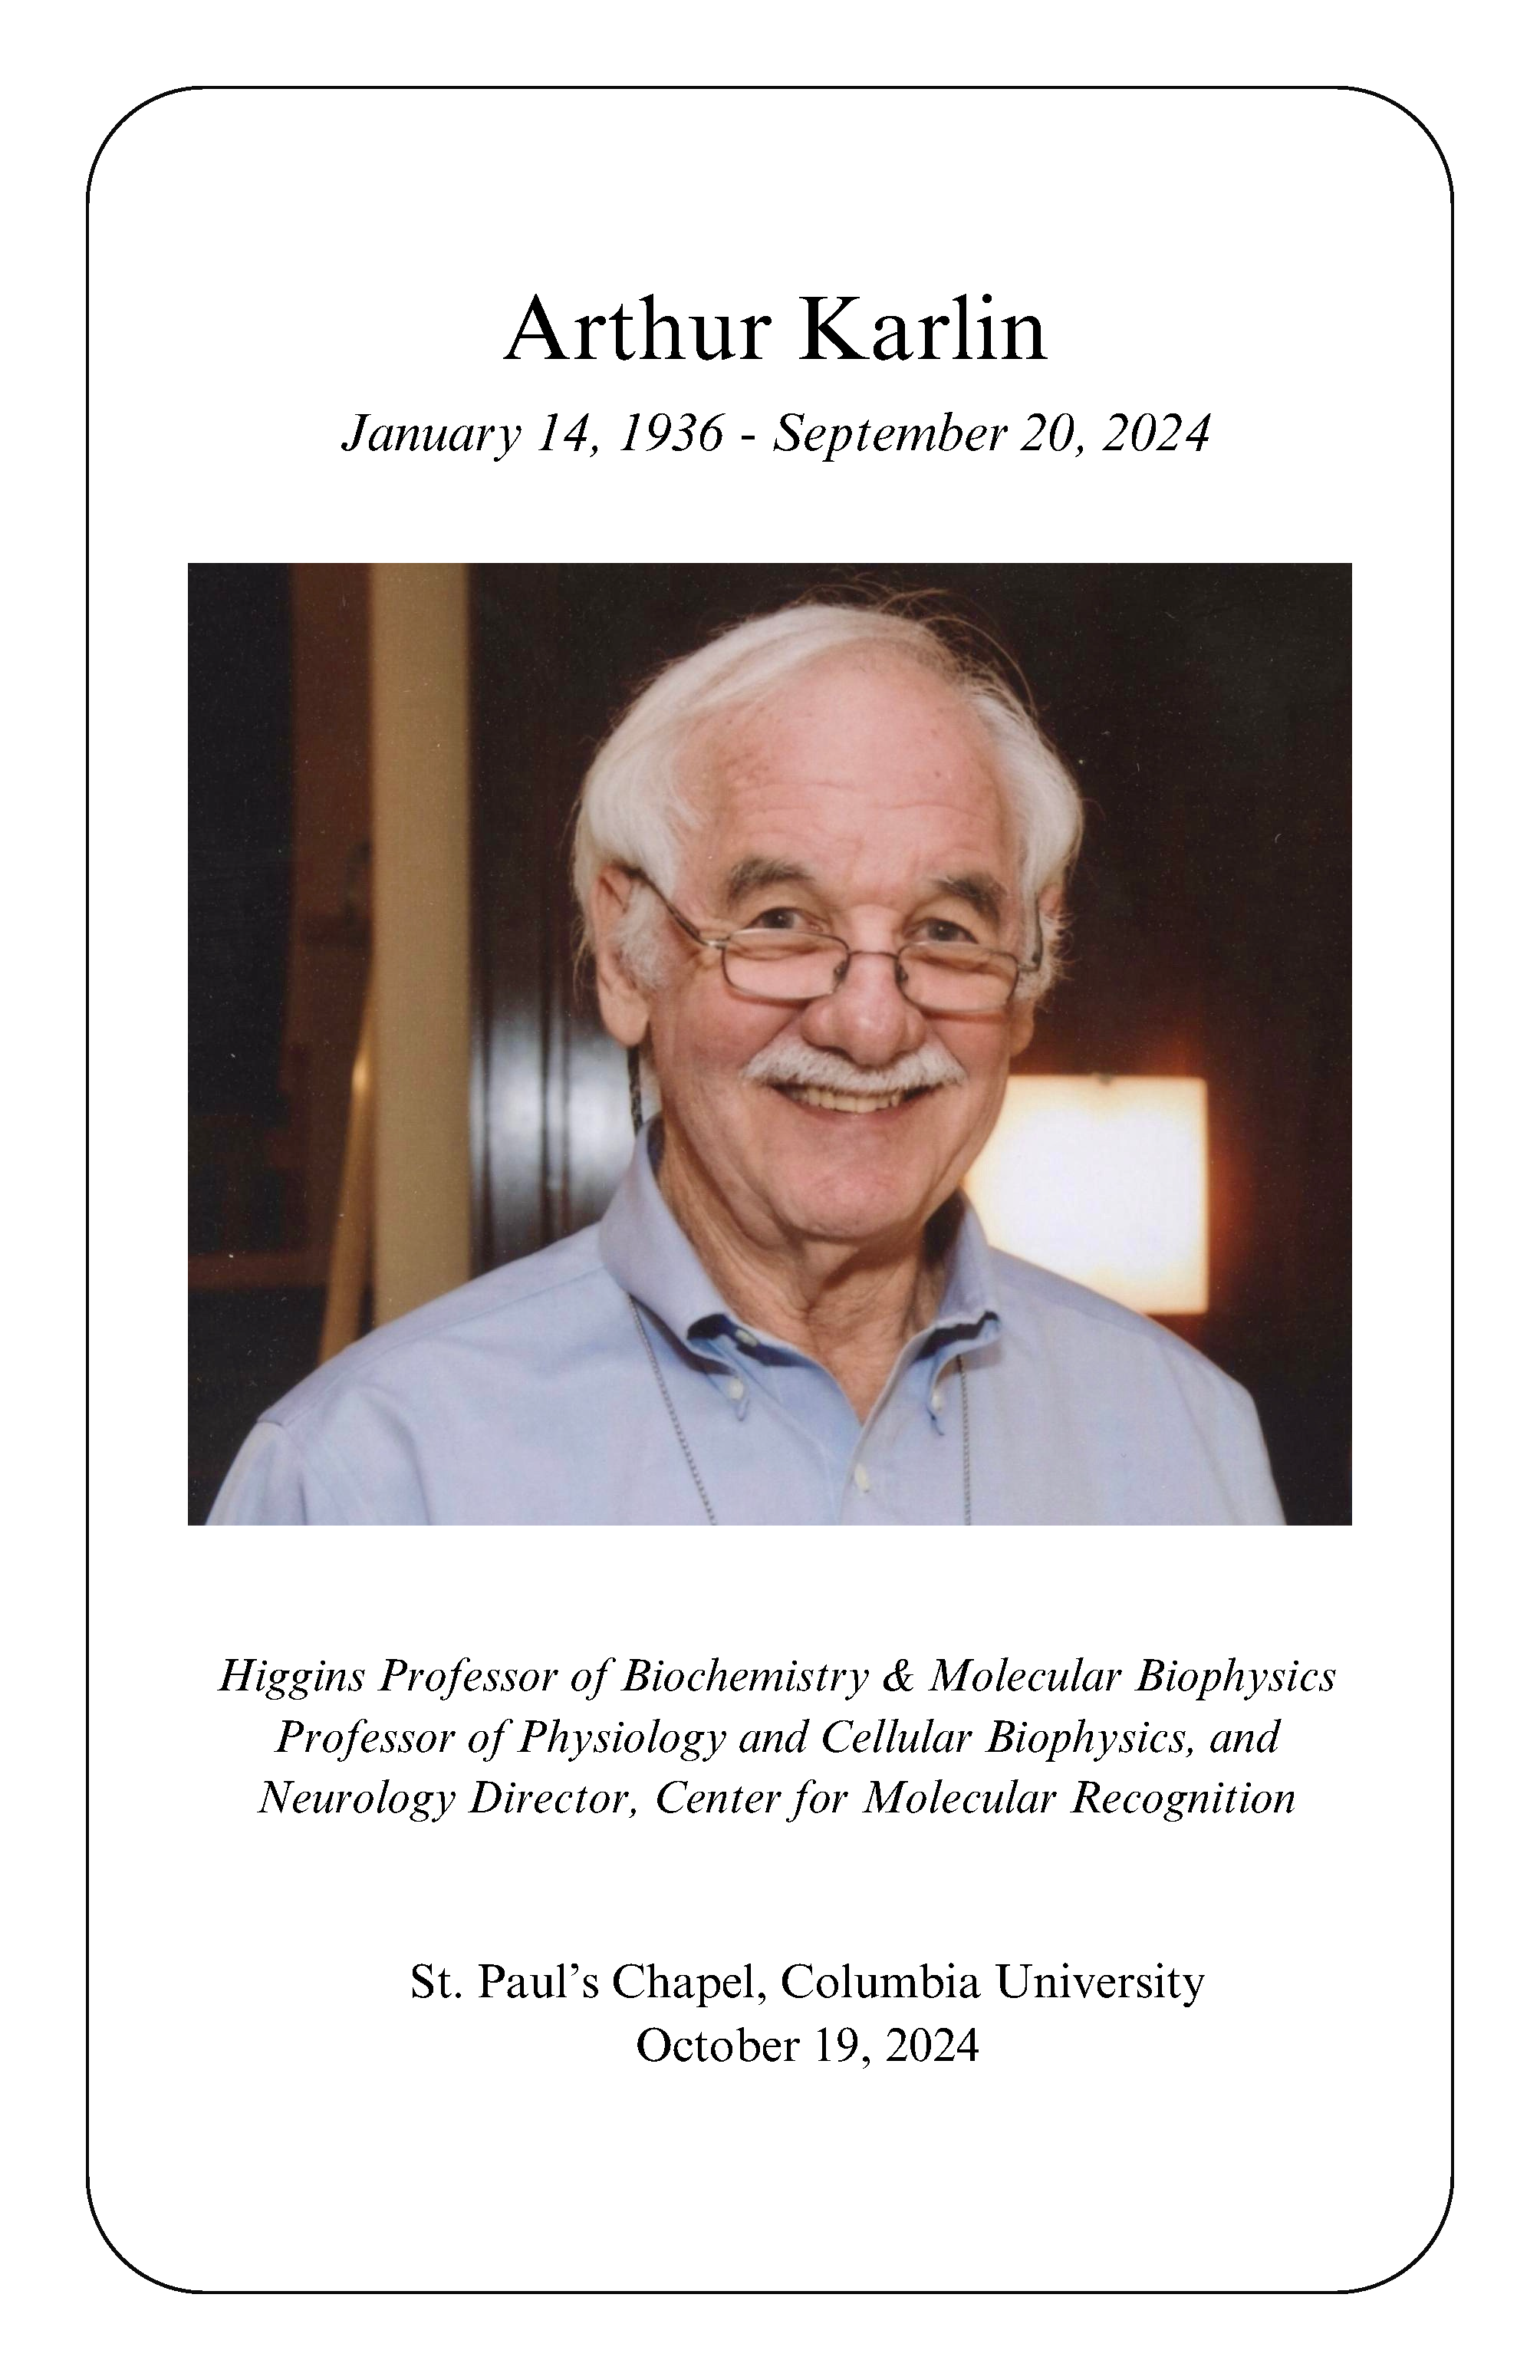 Arthur Karlin
January 14, 1936 - September 20, 2024
Higgins Professor of Biochemistry & Molecular Biophysics
Professor of Physiology and Cellular Biophysics, and
Neurology Director, Center for Molecular Recognition
St. Paul’s Chapel, Columbia University
October 19, 2024